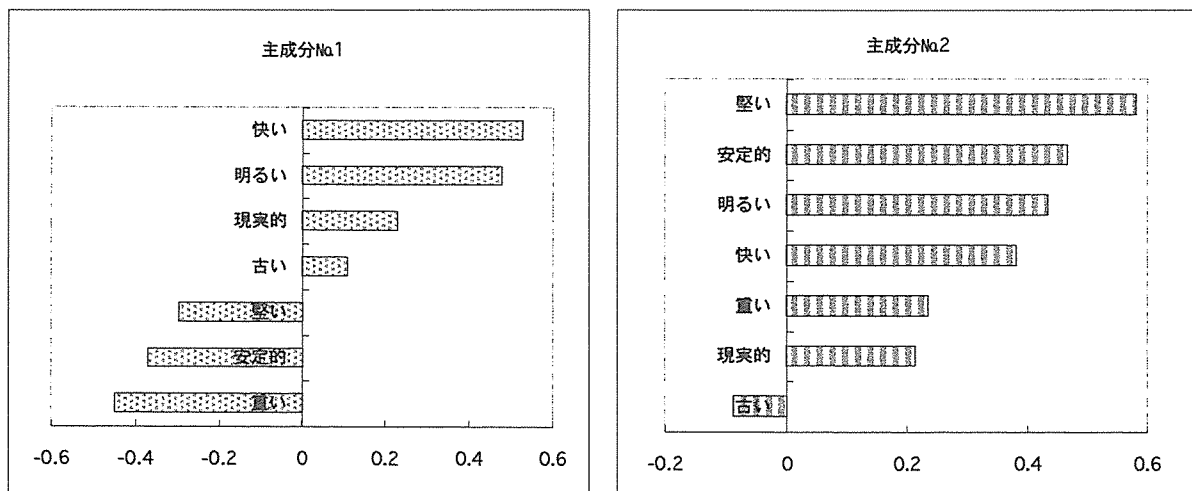 主成分No.1
快い
明るい
現実的
古い
堅い
安定的
重い
-0.6 -0.4 -0.2 0 0.2 0.4 0.6
主成分No.2
堅い
安定的
明るい
快い
重い
現実的
古い
-0.2 0 0.2 0.4 0.6